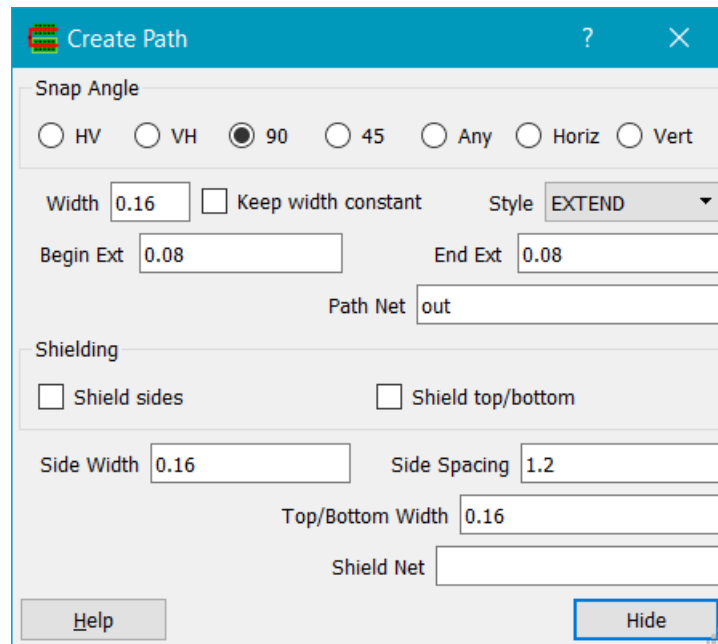 Create Path ?
Snap Angle
HV VH 90 45 Any Horiz Vert
Width 0.16 Keep width constant Style EXTEND
Begin Ext 0.08 End Ext 0.08
Path Net out
Shielding
Shield sides Shield top/bottom
Side Width 0.16 Side Spacing 1.2
Top/Bottom Width 0.16
Shield Net
Help Hide